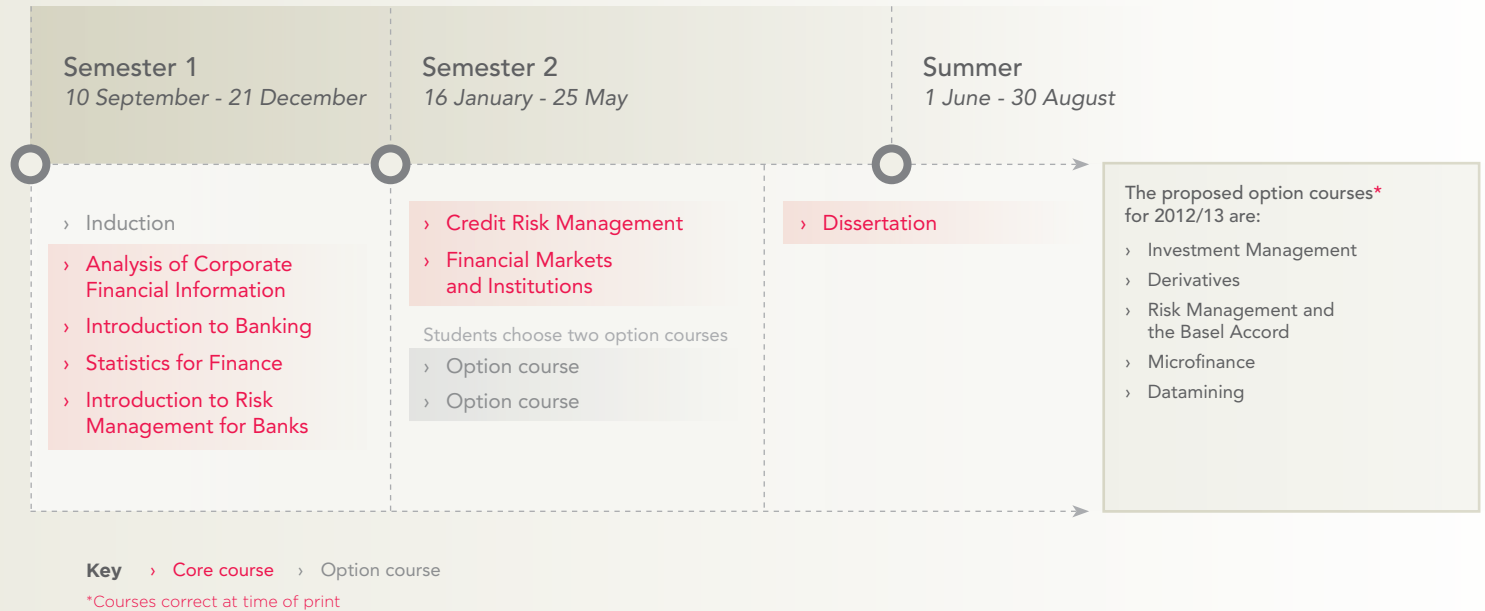 Semester 1
10 September - 21 December
Semester 2
16 January - 25 May
Summer
1 June - 30 August
› Induction
› Analysis of Corporate
Financial Information
› Introduction to Banking
› Statistics for Finance
› Introduction to Risk
Management for Banks
› Credit Risk Management
› Financial Markets
and Institutions
Students choose two option courses
› Option course
› Option course
› Dissertation
The proposed option courses*
for 2012/13 are:
› Investment Management
› Derivatives
› Risk Management and
the Basel Accord
› Microfinance
› Datamining
Key › Core course › Option course
*Courses correct at time of print